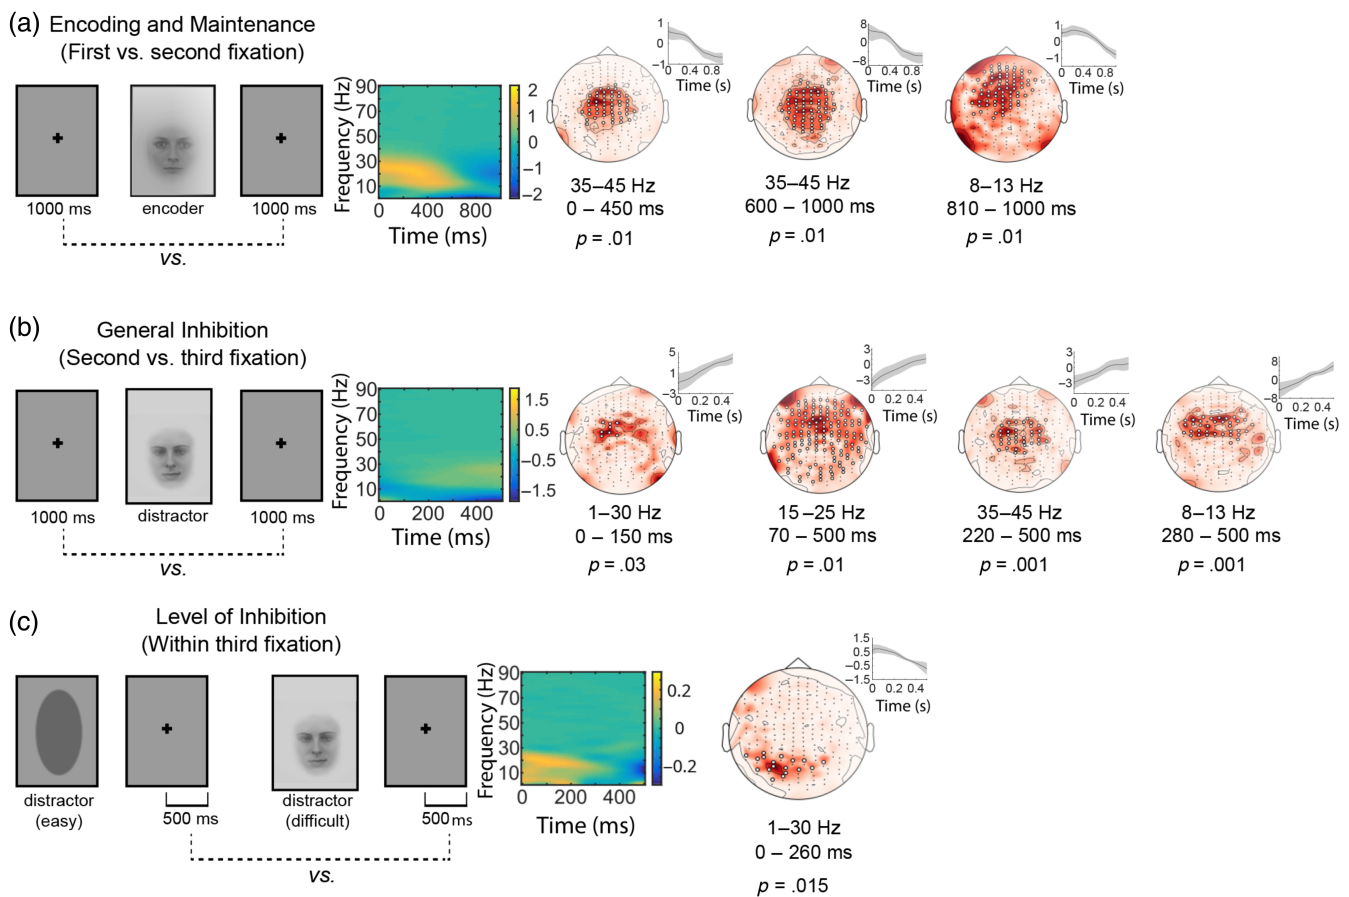 (a) Encoding and Maintenance
(First vs. second fixation)
1000 ms
encoder
1000 ms
vs.
Frequency (Hz)
90
70
50
30
10
0 400 800
Time (ms)
2
1
0
−1
−2
1
0
−1
0 0.4 0.8
Time (s)
35–45 Hz
0 – 450 ms
p = .01
8
0
−8
0 0.4 0.8
Time (s)
35–45 Hz
600 – 1000 ms
p = .01
1
0
−1
0 0.4 0.8
Time (s)
8–13 Hz
810 – 1000 ms
p = .01
(b)
General Inhibition
(Second vs. third fixation)
1000 ms
distractor
1000 ms
vs.
Frequency (Hz)
90
70
50
30
10
0 200 400
Time (ms)
1.5
0.5
−0.5
−1.5
5
1
−3
0.2 0.4
Time (s)
1–30 Hz
0 – 150 ms
p = .03
3
0
−3
0 0.2 0.4
Time (s)
15 –25 Hz
70 – 500 ms
p = .01
3
0
−3
0 0.2 0.4
Time (s)
35–45 Hz
220 – 500 ms
p = .001
8
0
−8
0 0.2 0.4
Time (s)
8–13 Hz
280 – 500 ms
p = .001
(c)
Level of Inhibition
(Within third fixation)
distractor
(easy)
500 ms
distractor
(difficult)
500 ms
vs.
Frequency (Hz)
90
70
50
30
10
0 200 400
Time (ms)
0.2
0
−0.2
1.5
0.5
−0.5
−1.5
0 0.2 0.4
Time (s)
1–30 Hz
0 – 260 ms
p = .015